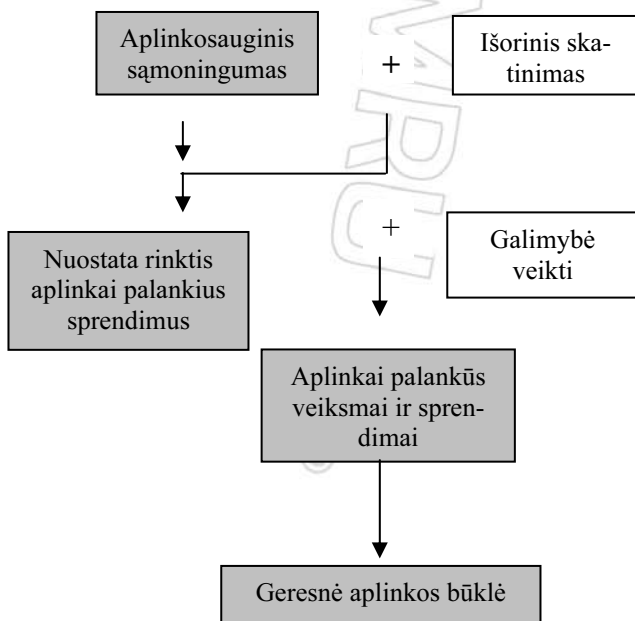 Aplinkosauginis
sąmoningumas
+
Išorinis ska-
tinimas
+
Nuostata rinktis
aplinkai palankius
sprendimus
Galimybė
veikti
Aplinkai palankūs
veiksmai ir spren-
dimai
Geresnė aplinkos būklė
MRU